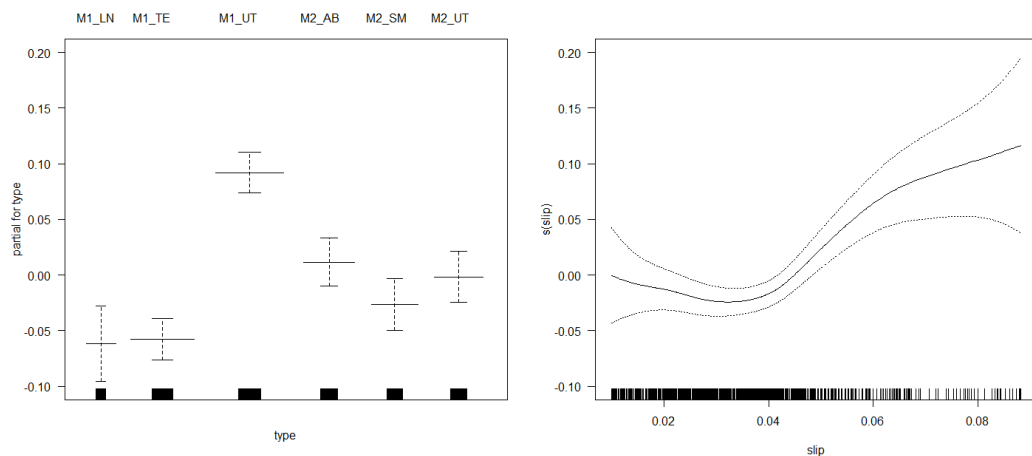 M1_LN M1_TE M1_UT M2_AB M2_SM M2_UT
0.20
0.15
0.10
0.05
0.00
-0.05
-0.10
partial for type
type
0.20
0.15
0.10
0.05
0.00
-0.05
-0.10
s(slip)
0.02 0.04 0.06 0.08
slip